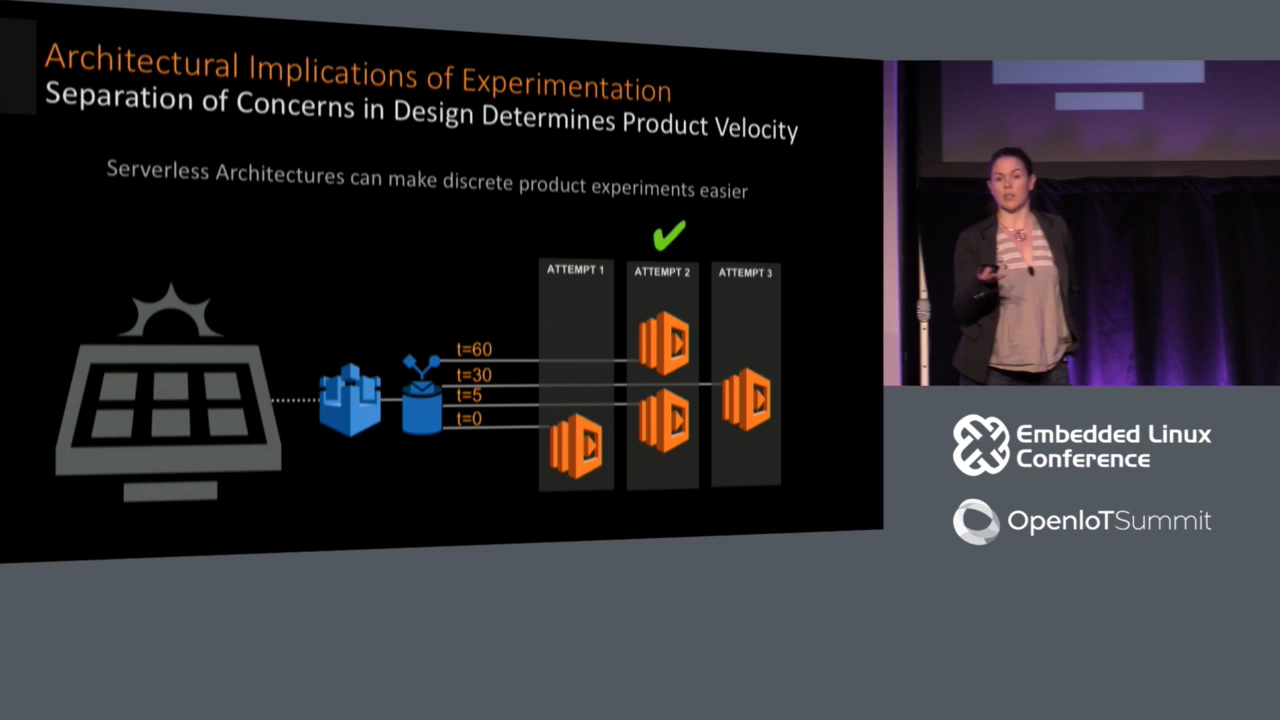 Architectural Implications of Experimentation
Separation of Concerns in Design Determines Product Velocity
Serverless Architectures can make discrete product experiments easier
ATTEMPT 1
ATTEMPT 2
ATTEMPT 3
t=60
t=30
t=5
t=0
Embedded Linux
Conference
OpenIoTSummit